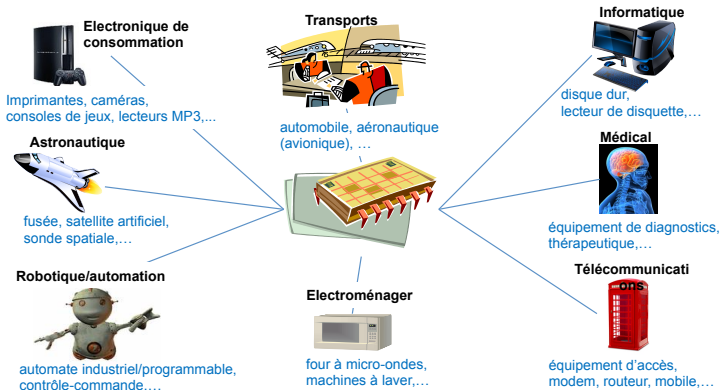 Electronique de
consommation
Imprimantes, caméras,
consoles de jeux, lecteurs MP3,...
Transports
automobile, aéronautique
(avionique), …
Informatique
disque dur,
lecteur de disquette,…
Astronautique
fusée, satellite artificiel,
sonde spatiale,…
Médical
équipement de diagnostics,
thérapeutique,…
Robotique/automation
automate industriel/programmable,
contrôle-commande,…
Electroménager
four à micro-ondes,
machines à laver,…
Télécommunicati
ons
équipement d’accès,
modem, routeur, mobile,…